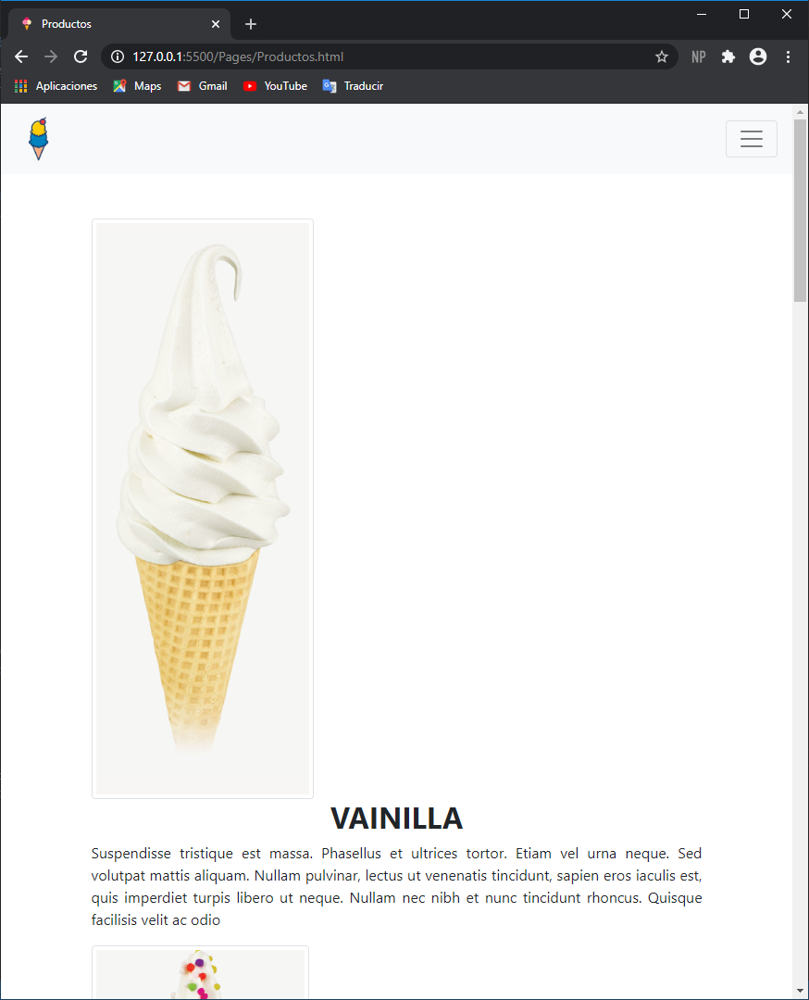 Productos
127.0.0.1:5500/Pages/Productos.html
NP
Aplicaciones Maps Gmail YouTube Traducir
VAINILLA
Suspendisse tristique est massa. Phasellus et ultrices tortor. Etiam vel urna neque. Sed
volutpat mattis aliquam. Nullam pulvinar, lectus ut venenatis tincidunt, sapien eros iaculis est,
quis imperdiet turpis libero ut neque. Nullam nec nibh et nunc tincidunt rhoncus. Quisque
facilisis velit ac odio